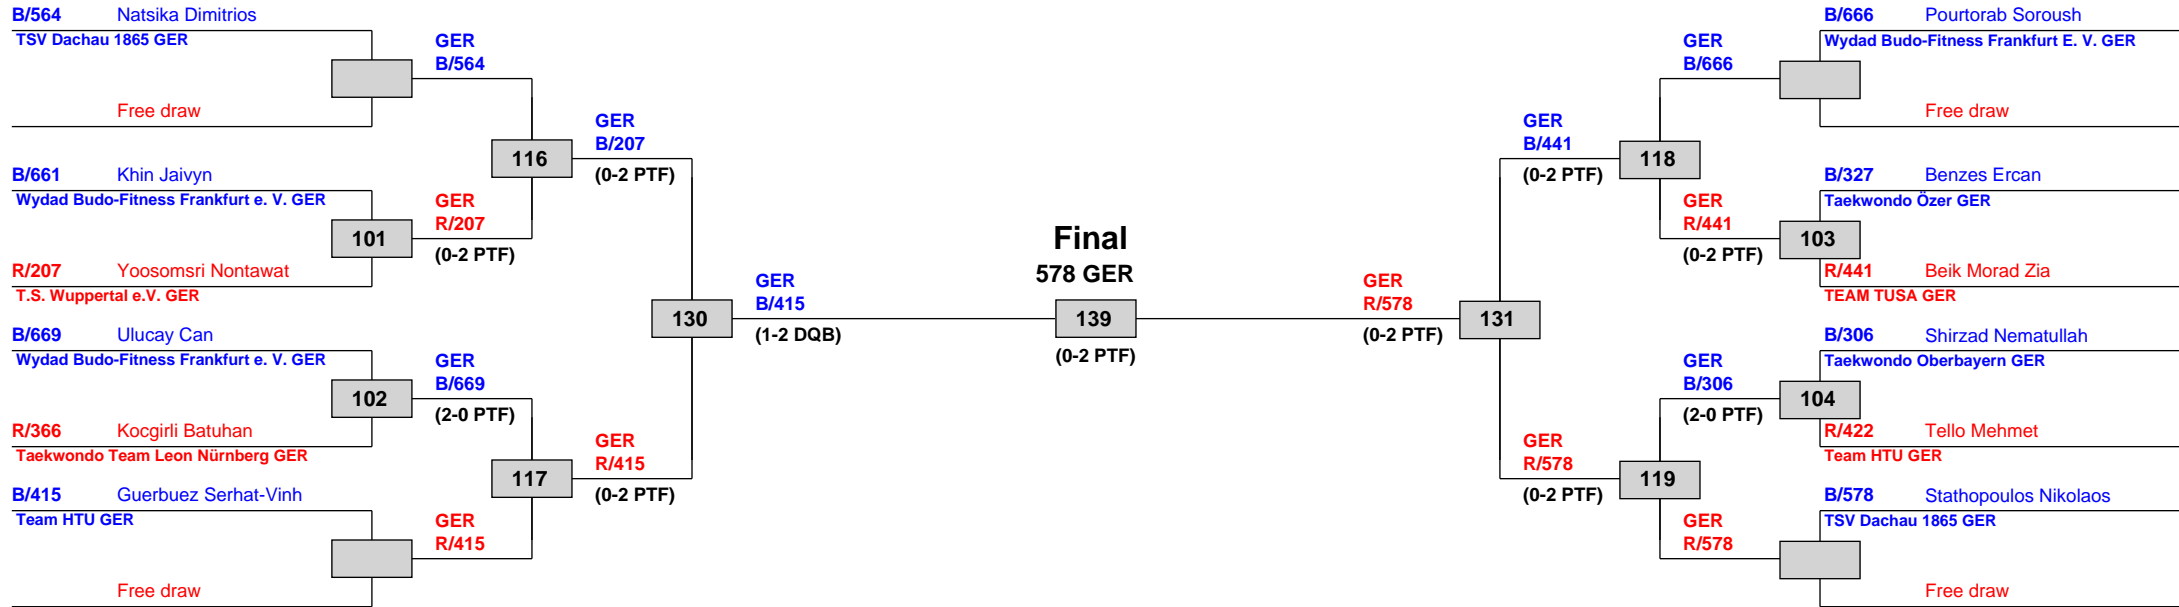 B/564 Natsika Dimitrios
TSV Dachau 1865 GER
GER
B/564
Free draw
GER
B/207
116
(0-2 PTF)
B/661 Khin Jaivyn
Wydad Budo-Fitness Frankfurt e. V. GER
GER
R/207
101
(0-2 PTF)
R/207 Yoosomsri Nontawat
T.S. Wuppertal e.V. GER
GER
B/415
130
(1-2 DQB)
B/669 Ulucay Can
Wydad Budo-Fitness Frankfurt e. V. GER
GER
B/669
102
(2-0 PTF)
R/366 Kocgirli Batuhan
Taekwondo Team Leon Nürnberg GER
GER
R/415
117
(0-2 PTF)
B/415 Guerbuez Serhat-Vinh
Team HTU GER
GER
R/415
Free draw
Final
578 GER
139
(0-2 PTF)
B/666 Pourtorab Soroush
Wydad Budo-Fitness Frankfurt E. V. GER
GER
B/666
Free draw
GER
B/441
118
(0-2 PTF)
B/327 Benzes Ercan
Taekwondo Özer GER
GER
R/441
103
(0-2 PTF)
R/441 Beik Morad Zia
TEAM TUSA GER
GER
R/578
131
(0-2 PTF)
B/306 Shirzad Nematullah
Taekwondo Oberbayern GER
GER
B/306
104
(2-0 PTF)
R/422 Tello Mehmet
Team HTU GER
GER
R/578
119
(0-2 PTF)
B/578 Stathopoulos Nikolaos
TSV Dachau 1865 GER
GER
R/578
Free draw